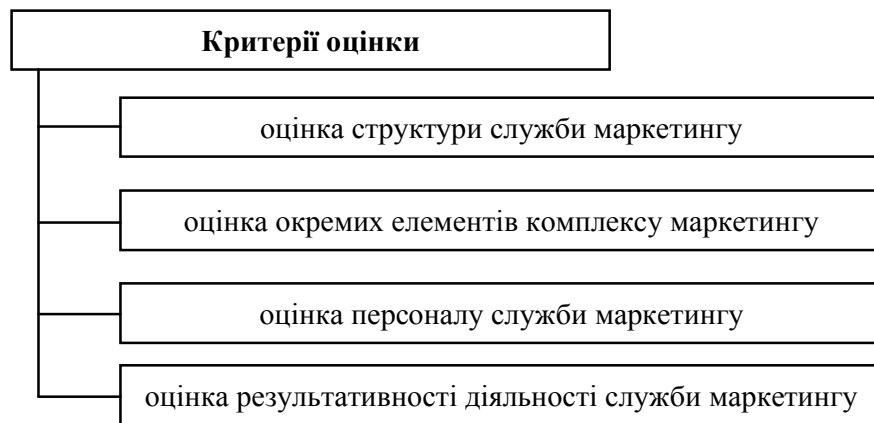 Критерії оцінки
оцінка структури служби маркетингу
оцінка окремих елементів комплексу маркетингу
оцінка персоналу служби маркетингу
оцінка результативності діяльності служби маркетингу